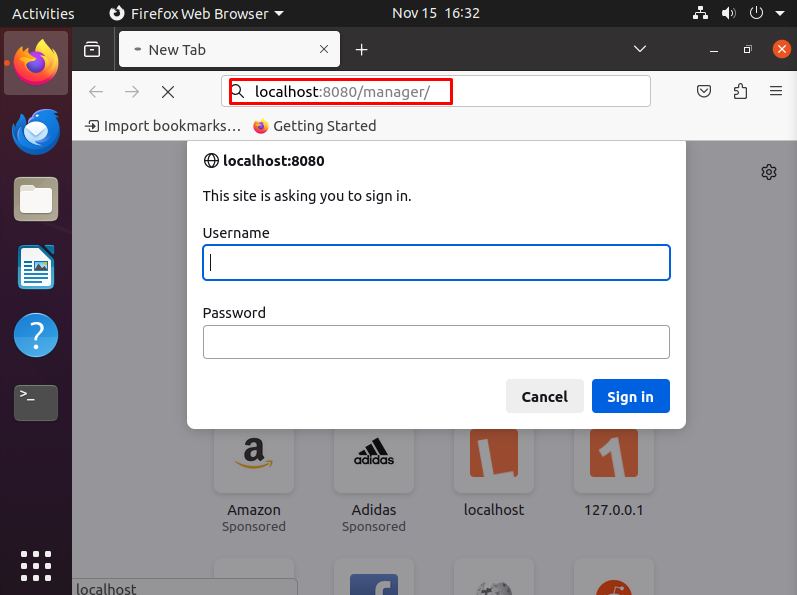 Activities Firefox Web Browser Nov 15 16:32
New Tab
localhost:8080/manager/
Import bookmarks… Getting Started
localhost:8080
This site is asking you to sign in.
Username
Password
Cancel Sign in
a adidas L 1
Amazon Adidas localhost 127.0.0.1
Sponsored Sponsored
f W
localhost